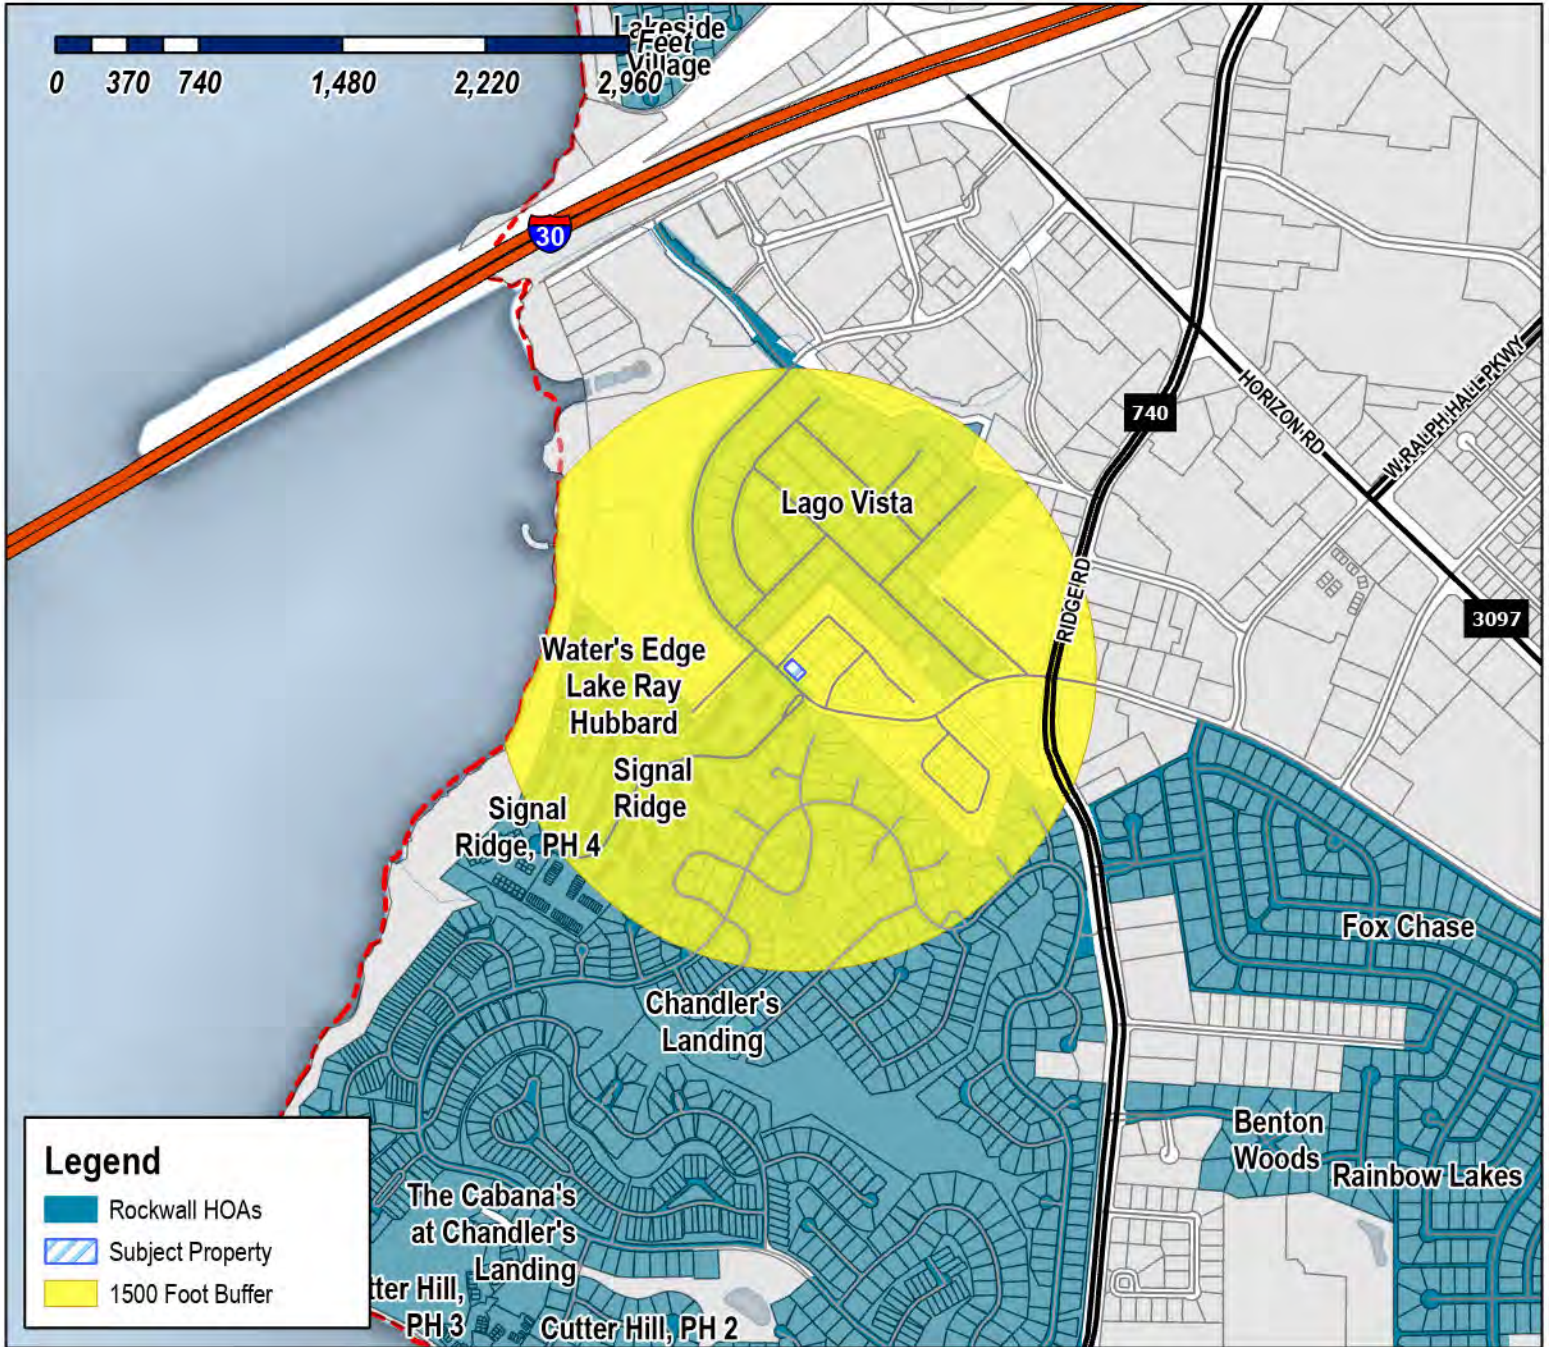 Lakeside
Village
Feet
0 370 740 1,480 2,220 2,960
30
740
HORIZON RD
W RALPH HALL PKWY
3097
RIDGE RD
Lago Vista
Water's Edge
Lake Ray
Hubbard
Signal
Ridge
Signal
Ridge, PH 4
Fox Chase
Chandler's
Landing
Benton
Woods
Rainbow Lakes
The Cabana's
at Chandler's
Landing
tter Hill,
PH 3
Cutter Hill, PH 2
Legend
Rockwall HOAs
Subject Property
1500 Foot Buffer